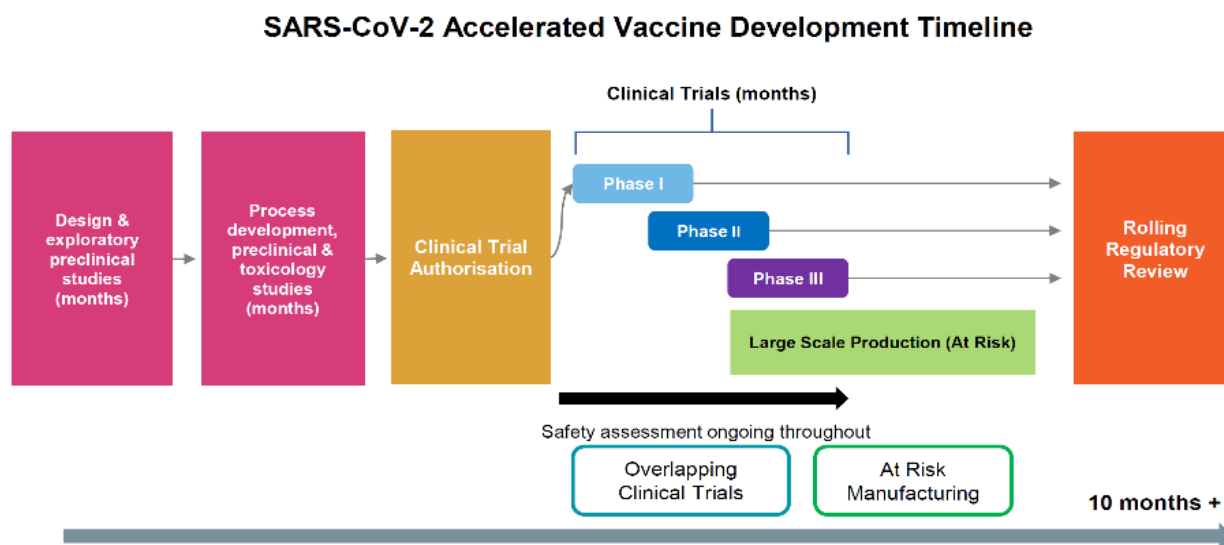 SARS-CoV-2 Accelerated Vaccine Development Timeline
Clinical Trials (months)
Design &
exploratory
preclinical
studies
(months)
Process
development,
preclinical &
toxicology
studies
(months)
Clinical Trial
Authorisation
Phase I
Phase II
Phase III
Large Scale Production (At Risk)
Rolling
Regulatory
Review
Safety assessment ongoing throughout
Overlapping
Clinical Trials
At Risk
Manufacturing
10 months +